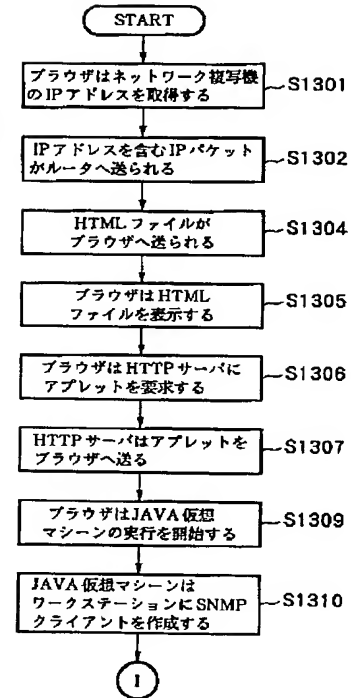 START
ブラウザはネットワーク複写機
のIPアドレスを取得する
S1301
IPアドレスを含むIPパケット
がルータへ送られる
S1302
HTMLファイルが
ブラウザへ送られる
S1304
ブラウザはHTML
ファイルを表示する
S1305
ブラウザはHTTPサーバに
アプレットを要求する
S1306
HTTPサーバはアプレットを
ブラウザへ送る
S1307
ブラウザはJAVA仮想
マシーンの実行を開始する
S1309
JAVA仮想マシーンは
ワークステーションにSNMP
クライアントを作成する
S1310
I